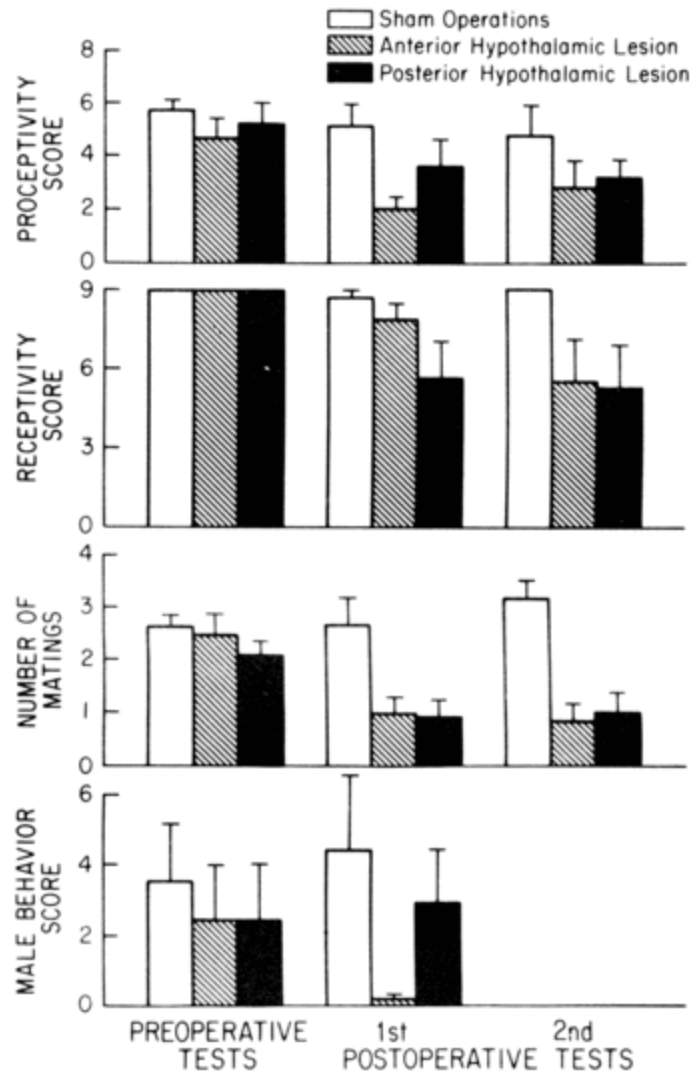 Sham Operations
Anterior Hypothalamic Lesion
Posterior Hypothalamic Lesion
PROCEPTIVITY
SCORE
8
6
4
2
0
RECEPTIVITY
SCORE
9
6
3
0
NUMBER OF
MATINGS
4
3
2
1
0
MALE BEHAVIOR
SCORE
6
4
2
0
PREOPERATIVE
TESTS
1st
2nd
POSTOPERATIVE TESTS